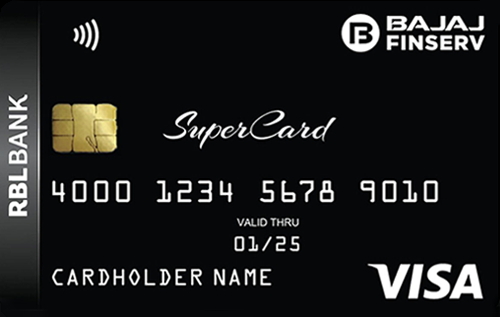 BAJAJ
FINSERV
RBL BANK
SuperCard
4000 1234 5678 9010
VALID THRU
01/25
CARDHOLDER NAME
VISA